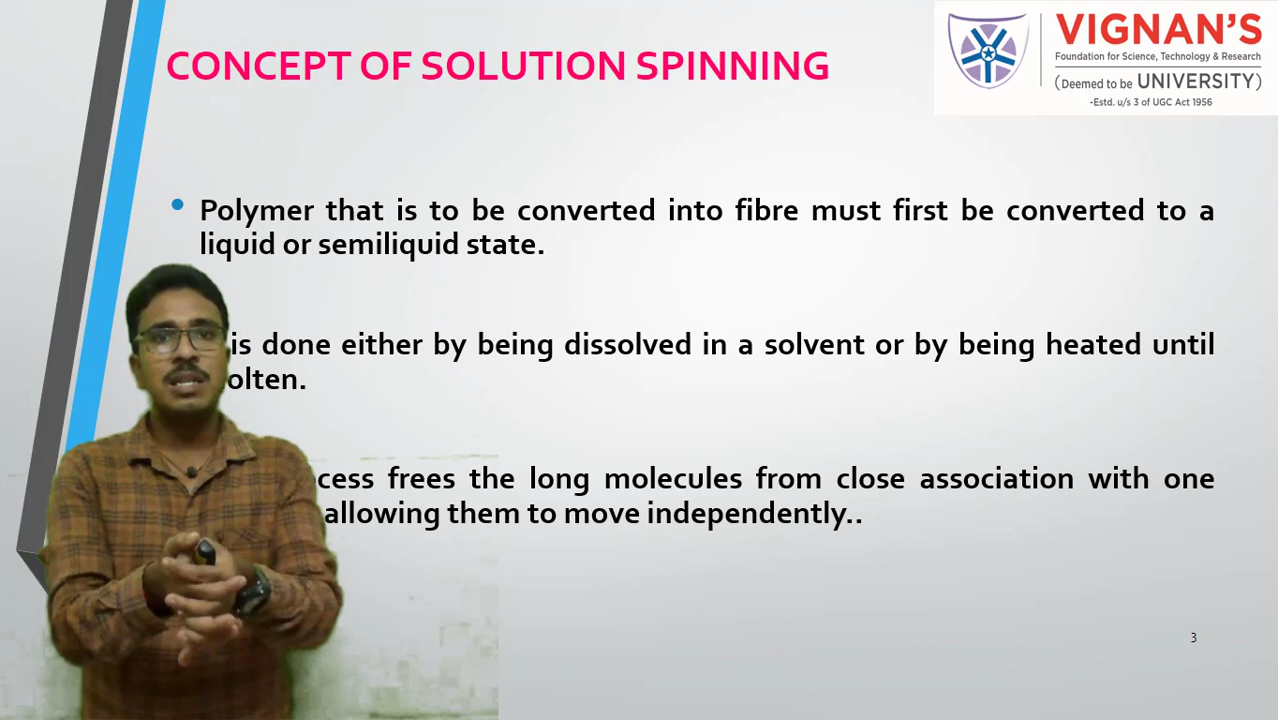 CONCEPT OF SOLUTION SPINNING
VIGNAN'S
Foundation for Science, Technology & Research
(Deemed to be UNIVERSITY)
-Estd. u/s 3 of UGC Act 1956
Polymer that is to be converted into fibre must first be converted to a
liquid or semiliquid state.
is done either by being dissolved in a solvent or by being heated until
olten.
cess frees the long molecules from close association with one
allowing them to move independently..
3